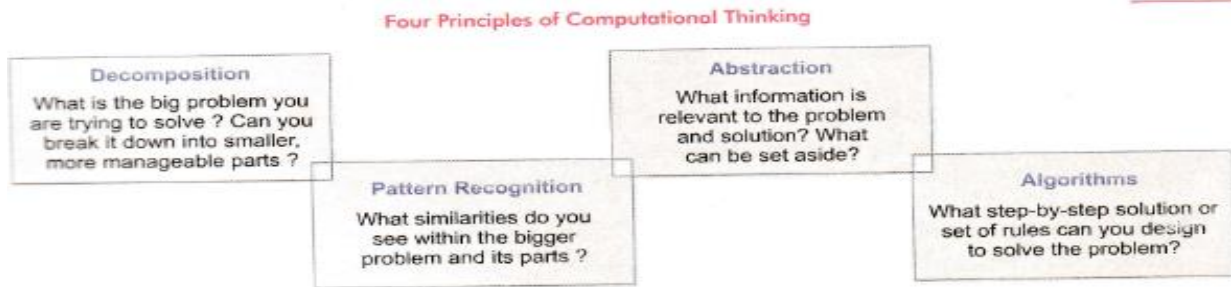 Four Principles of Computational Thinking
Decomposition
What is the big problem you
are trying to solve ? Can you
break it down into smaller,
more manageable parts ?
Pattern Recognition
What similarities do you
see within the bigger
problem and its parts ?
Abstraction
What information is
relevant to the problem
and solution? What
can be set aside?
Algorithms
What step-by-step solution or
set of rules can you design
to solve the problem?